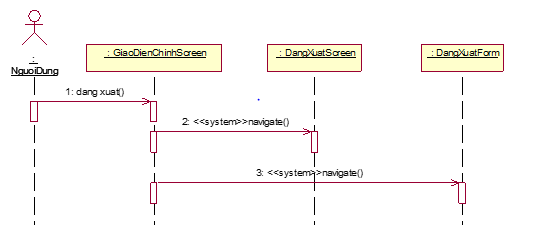 : GiaoDienChinhScreen
: DangXuatScreen
: DangXuatForm
:
NguoiDung
1: dang xuat()
2: <<system>>navigate()
3: <<system>>navigate()